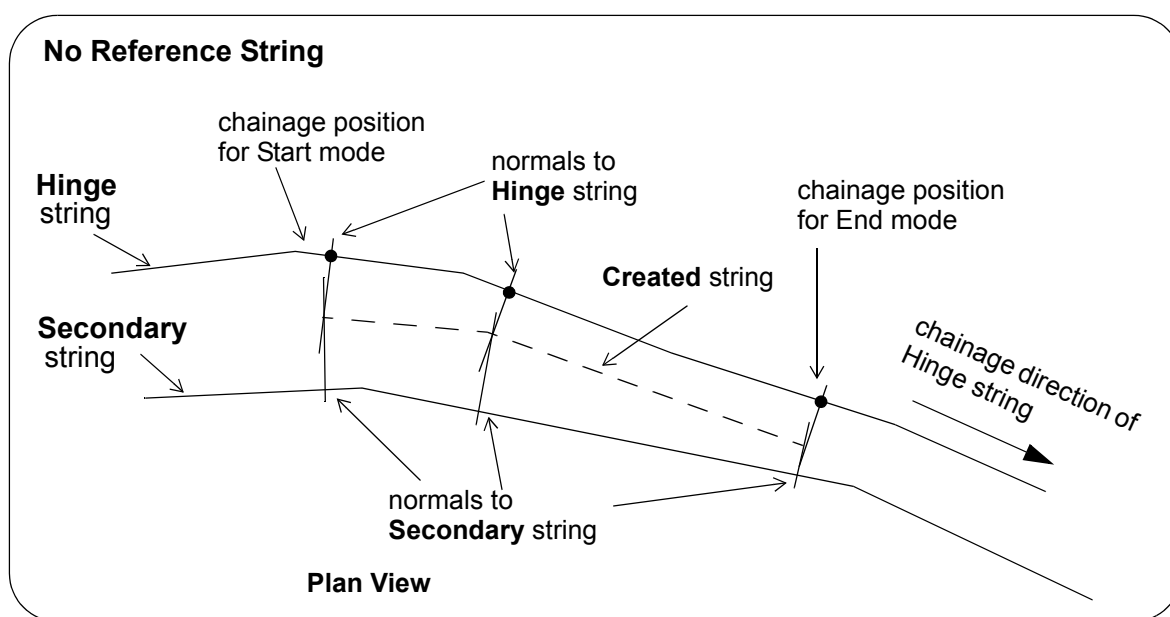 No Reference String
chainage position
for Start mode
normals to
Hinge string
chainage position
for End mode
Hinge
string
Created string
Secondary
string
chainage direction of
Hinge string
normals to
Secondary string
Plan View